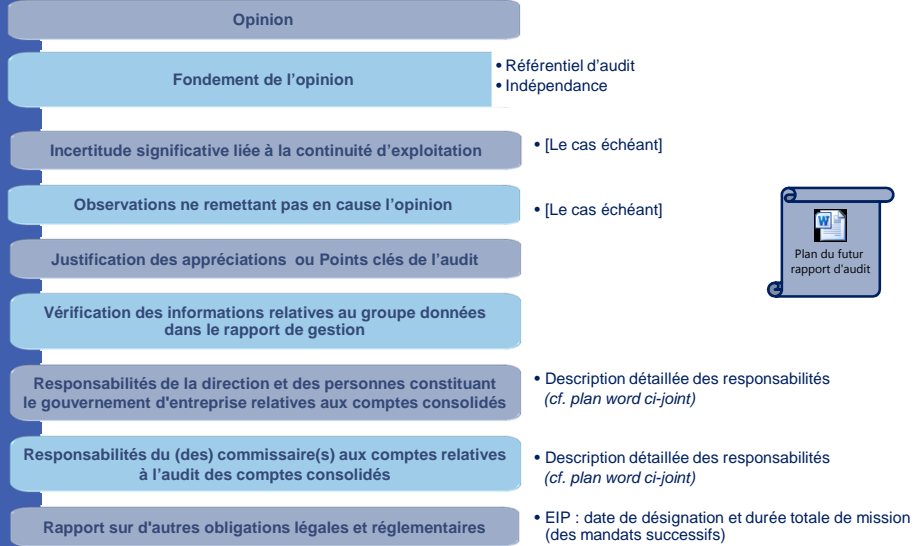 Opinion
Fondement de l'opinion
• Référentiel d'audit
• Indépendance
Incertitude significative liée à la continuité d'exploitation
• [Le cas échéant]
Observations ne remettant pas en cause l'opinion
• [Le cas échéant]
Plan du futur
rapport d'audit
Justification des appréciations ou Points clés de l'audit
Vérification des informations relatives au groupe données
dans le rapport de gestion
Responsabilités de la direction et des personnes constituant
le gouvernement d'entreprise relatives aux comptes consolidés
• Description détaillée des responsabilités
(cf. plan word ci-joint)
Responsabilités du (des) commissaire(s) aux comptes relatives
à l'audit des comptes consolidés
• Description détaillée des responsabilités
(cf. plan word ci-joint)
Rapport sur d'autres obligations légales et réglementaires
• EIP : date de désignation et durée totale de mission
(des mandats successifs)